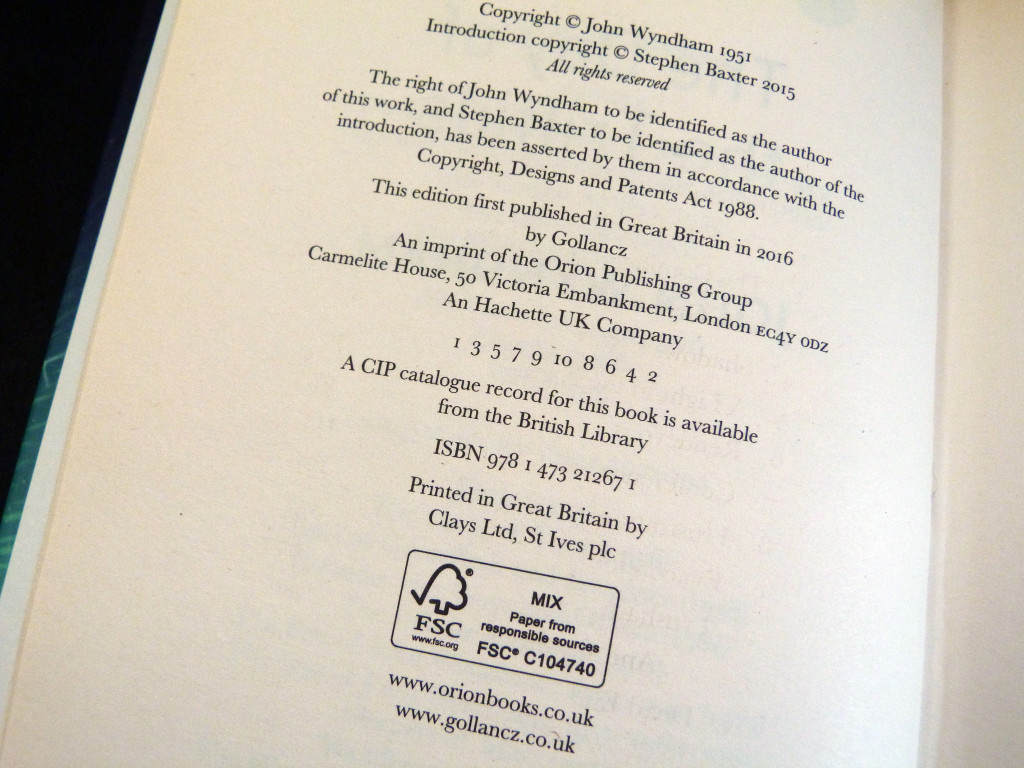 Copyright © John Wyndham 1951
Introduction copyright © Stephen Baxter 2015
All rights reserved
The right of John Wyndham to be identified as the author
of this work, and Stephen Baxter to be identified as the author of the
introduction, has been asserted by them in accordance with the
Copyright, Designs and Patents Act 1988.
This edition first published in Great Britain in 2016
by Gollancz
An imprint of the Orion Publishing Group
Carmelite House, 50 Victoria Embankment, London EC4Y 0DZ
An Hachette UK Company
1 3 5 7 9 10 8 6 4 2
A CIP catalogue record for this book is available
from the British Library
ISBN 978 1 473 21267 1
Printed in Great Britain by
Clays Ltd, St Ives plc
FSC
www.fsc.org
MIX
Paper from
responsible sources
FSC® C104740
www.orionbooks.co.uk
www.gollancz.co.uk